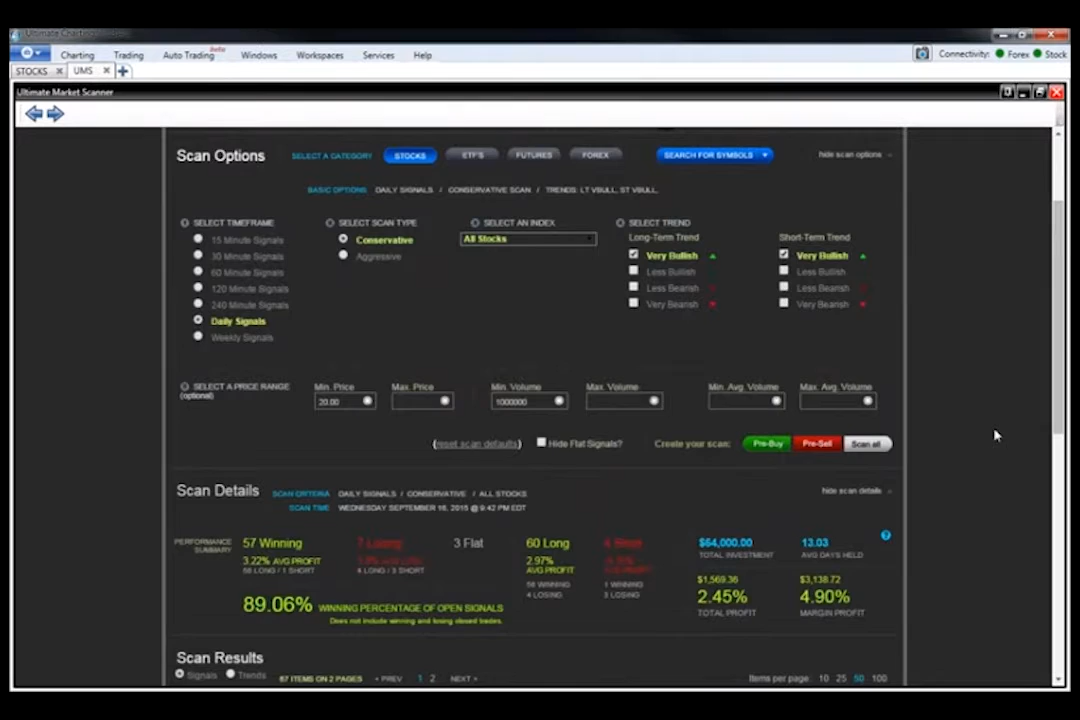 Ultimate Charting
Charting Trading Auto Trading beta Windows Workspaces Services Help Connectivity: Forex Stock
STOCKS UMS
Ultimate Market Scanner
Scan Options SELECT A CATEGORY STOCKS ETF'S FUTURES FOREX SEARCH FOR SYMBOLS hide scan options
BASIC OPTIONS DAILY SIGNALS / CONSERVATIVE SCAN / TRENDS: LT VBULL, ST VBULL,
SELECT TIMEFRAME SELECT SCAN TYPE SELECT AN INDEX SELECT TREND
15 Minute Signals Conservative All Stocks Long-Term Trend Short-Term Trend
30 Minute Signals Aggressive Very Bullish Very Bullish
60 Minute Signals Less Bullish Less Bullish
120 Minute Signals Less Bearish Less Bearish
240 Minute Signals Very Bearish Very Bearish
Daily Signals
Weekly Signals
SELECT A PRICE RANGE Min. Price Max. Price Min. Volume Max. Volume Min. Avg. Volume Max. Avg. Volume
(optional) 20.00 1000000
(reset scan defaults) Hide Flat Signals? Create your scan: Pre-Buy Pre-Sell Scan all
Scan Details SCAN CRITERIA DAILY SIGNALS / CONSERVATIVE / ALL STOCKS hide scan details
SCAN TIME WEDNESDAY SEPTEMBER 16, 2015 @ 9:42 PM EDT
PERFORMANCE SUMMARY 57 Winning 7 Losing 3 Flat 60 Long 4 Short $64,000.00 13.03
TOTAL INVESTMENT AVG DAYS HELD
3.22% AVG PROFIT 2.97% AVG PROFIT
56 LONG / 1 SHORT 4 LONG / 3 SHORT
56 WINNING 1 WINNING $1,569.36 $3,138.72
4 LOSING 3 LOSING 2.45% 4.90%
89.06% WINNING PERCENTAGE OF OPEN SIGNALS TOTAL PROFIT MARGIN PROFIT
Does not include winning and losing closed trades.
Scan Results
Signals Trends 67 ITEMS ON 2 PAGES PREV 1 2 NEXT Items per page: 10 25 50 100